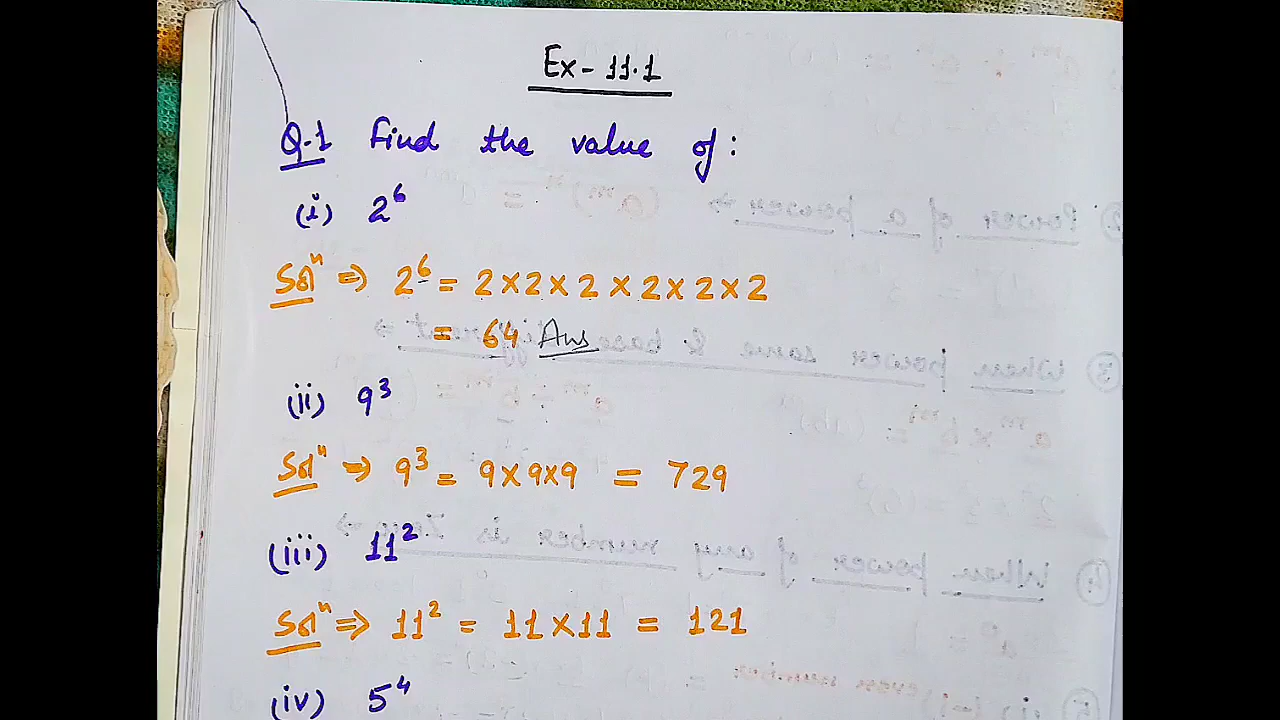 Ex - 11.1
Q.1 Find the value of :
(i) 2⁶
Solⁿ ⇒ 2⁶ = 2 × 2 × 2 × 2 × 2 × 2
= 64 Ans
(ii) 9³
Solⁿ ⇒ 9³ = 9 × 9 × 9 = 729
(iii) 11²
Solⁿ ⇒ 11² = 11 × 11 = 121
(iv) 5⁴